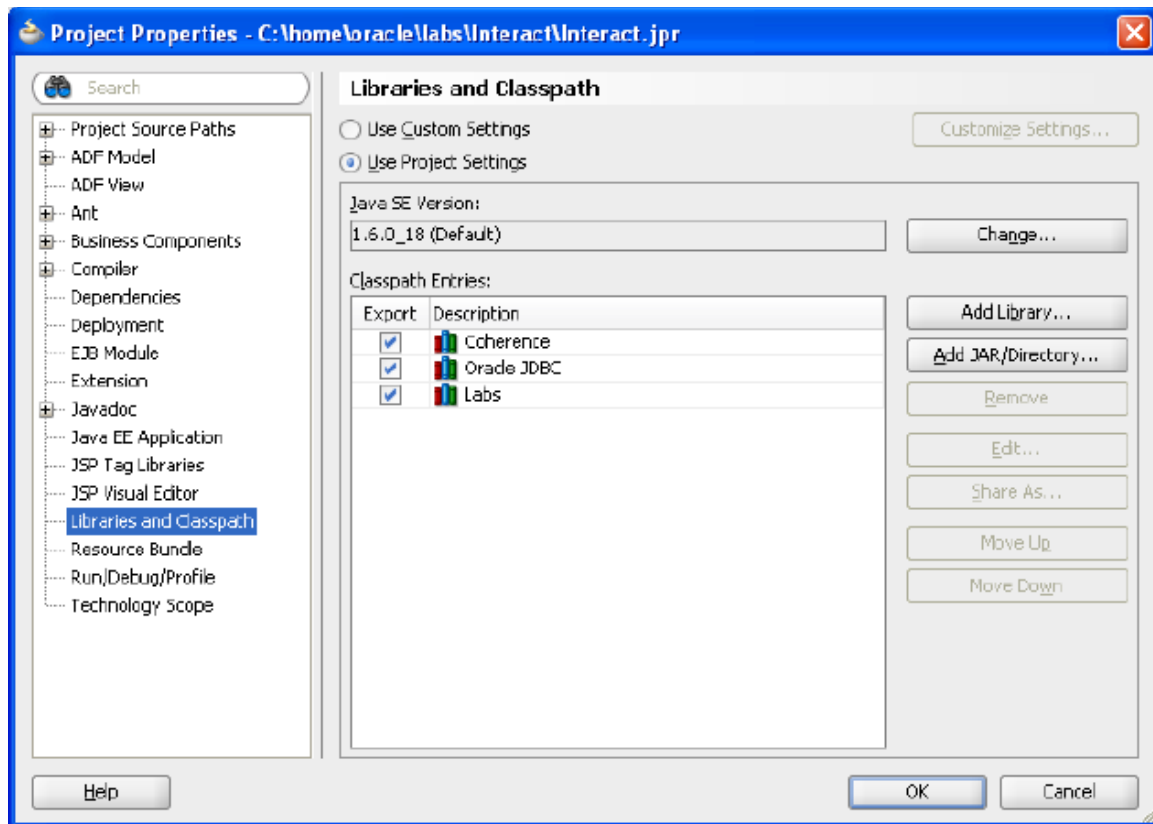 Project Properties - C:\home\oracle\labs\Interact\Interact.jpr
Search
Project Source Paths
ADF Model
ADF View
Ant
Business Components
Compiler
Dependencies
Deployment
EJB Module
Extension
Javadoc
Java EE Application
JSP Tag Libraries
JSP Visual Editor
Libraries and Classpath
Resource Bundle
Run/Debug/Profile
Technology Scope
Libraries and Classpath
Use Custom Settings
Customize Settings...
Use Project Settings
Java SE Version:
1.6.0_18 (Default)
Change...
Classpath Entries:
Export Description
Coherence
Oracle JDBC
Labs
Add Library...
Add JAR/Directory...
Remove
Edit...
Share As...
Move Up
Move Down
Help
OK
Cancel